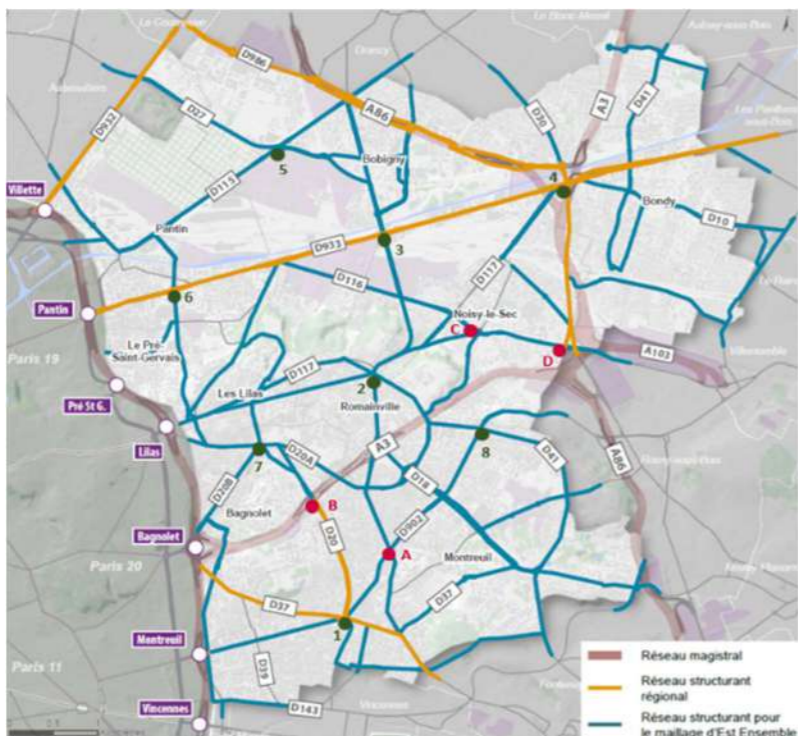 La Courneuve
Le Blanc-Mesnil
Aulnay-sous-Bois
D986
Drancy
Aubervilliers
A86
A3
D41
D932
D27
D30
Les Pavillons
sous-Bois
5
Bobigny
4
D115
Villette
Bondy
Pantin
D10
D933
3
6
D116
D117
Pantin
Noisy-le-Sec
C
Le Pré
Saint-Gervais
D
A103
Villemomble
Paris 19
D117
2
Pré St G.
Les Lilas
Romainville
Lilas
8
A3
7
D20A
D41
A86
D18
D20B
Bagnolet
B
D902
D20
Bagnolet
A
Montreuil
Paris 20
D37
D37
1
Montreuil
D39
Paris 11
Vincennes
D143
Vincennes
Réseau magistral
Réseau structurant
régional
Réseau structurant pour
le maillage d'Est Ensemble